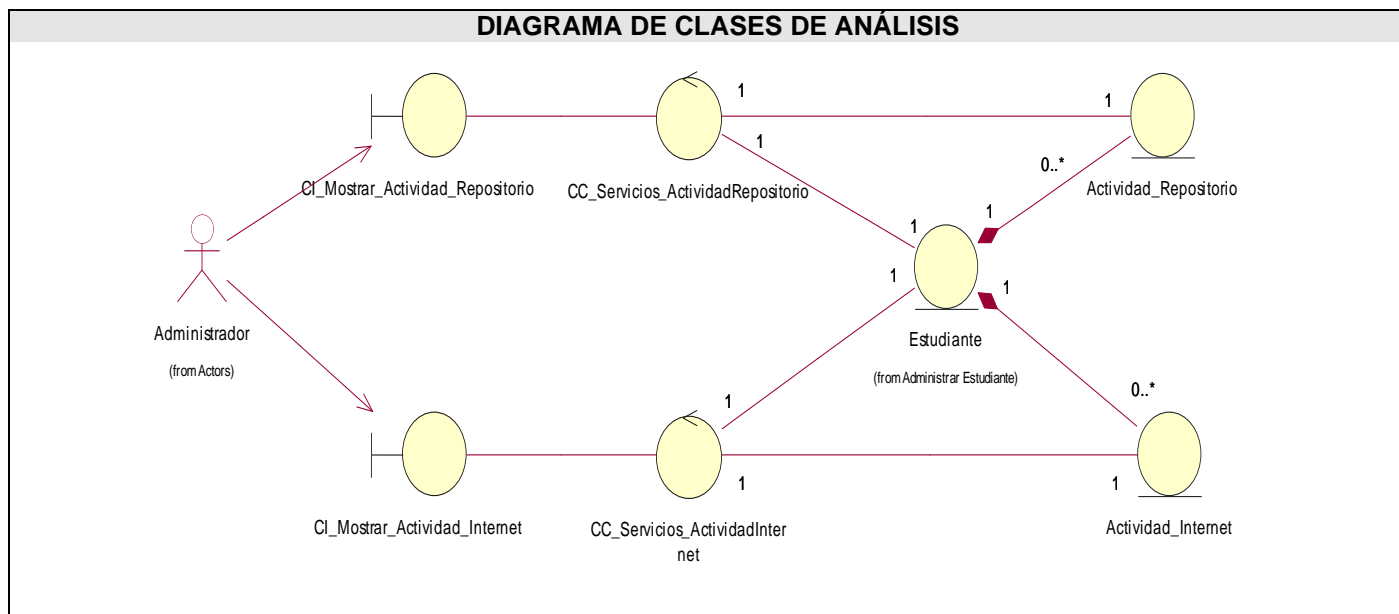 DIAGRAMA DE CLASES DE ANÁLISIS
1
1
1
CI_Mostrar_Actividad_Repositorio
CC_Servicios_ActividadRepositorio
0..*
Actividad_Repositorio
1
1
1
1
Administrador
(from Actors)
Estudiante
(from Administrar Estudiante)
1
0..*
1
1
CI_Mostrar_Actividad_Internet
CC_Servicios_ActividadInter
net
Actividad_Internet